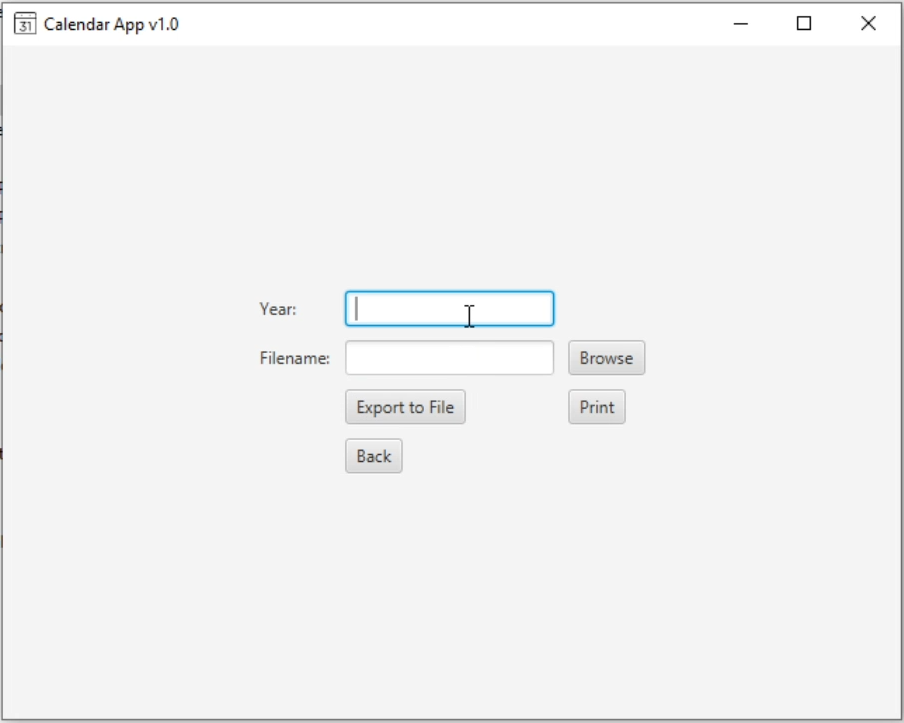 31 Calendar App v1.0
Year:
Filename: Browse
Export to File Print
Back